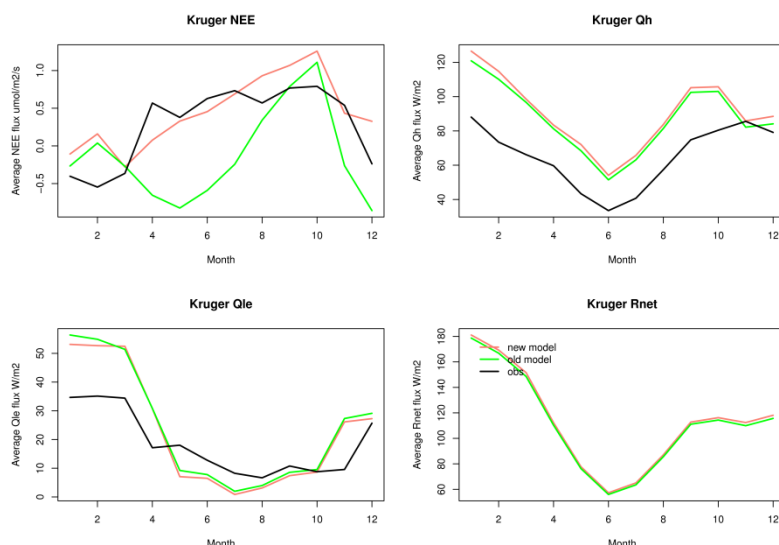 Kruger NEE
Average NEE flux umol/m2/s
1.0
0.5
0.0
−0.5
2 4 6 8 10 12
Month
Kruger Qh
Average Qh flux W/m2
120
100
80
60
40
2 4 6 8 10 12
Month
Kruger Qle
Average Qle flux W/m2
50
40
30
20
10
0
2 4 6 8 10 12
Month
Kruger Rnet
Average Rnet flux W/m2
180
160
140
120
100
80
60
new model
old model
obs
2 4 6 8 10 12
Month